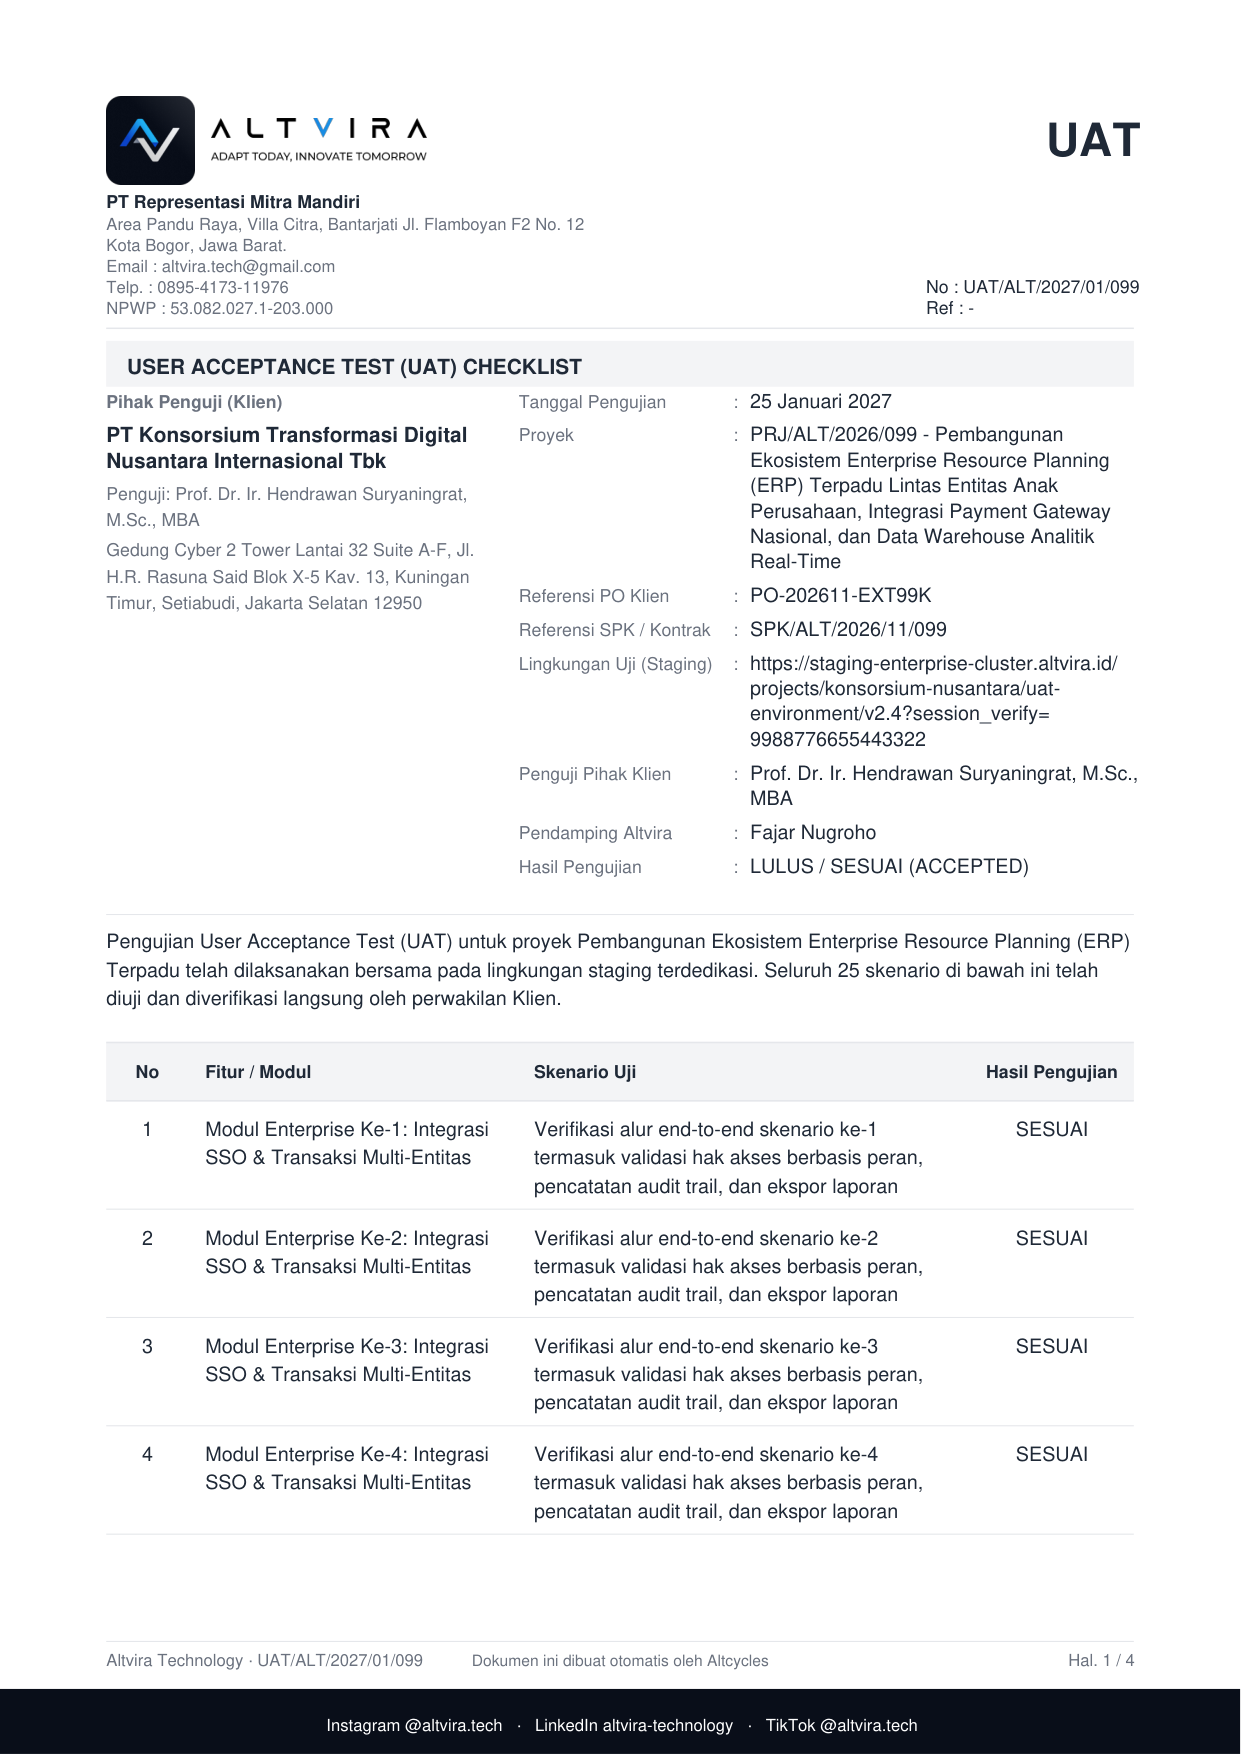 ALTVIRA
ADAPT TODAY, INNOVATE TOMORROW
UAT
PT Representasi Mitra Mandiri
Area Pandu Raya, Villa Citra, Bantarjati Jl. Flamboyan F2 No. 12
Kota Bogor, Jawa Barat.
Email : altvira.tech@gmail.com
Telp. : 0895-4173-11976
NPWP : 53.082.027.1-203.000
No : UAT/ALT/2027/01/099
Ref : -
USER ACCEPTANCE TEST (UAT) CHECKLIST
Pihak Penguji (Klien)
PT Konsorsium Transformasi Digital
Nusantara Internasional Tbk
Penguji: Prof. Dr. Ir. Hendrawan Suryaningrat,
M.Sc., MBA
Gedung Cyber 2 Tower Lantai 32 Suite A-F, Jl.
H.R. Rasuna Said Blok X-5 Kav. 13, Kuningan
Timur, Setiabudi, Jakarta Selatan 12950
Tanggal Pengujian : 25 Januari 2027
Proyek : PRJ/ALT/2026/099 - Pembangunan
Ekosistem Enterprise Resource Planning
(ERP) Terpadu Lintas Entitas Anak
Perusahaan, Integrasi Payment Gateway
Nasional, dan Data Warehouse Analitik
Real-Time
Referensi PO Klien : PO-202611-EXT99K
Referensi SPK / Kontrak : SPK/ALT/2026/11/099
Lingkungan Uji (Staging) : https://staging-enterprise-cluster.altvira.id/
projects/konsorsium-nusantara/uat-
environment/v2.4?session_verify=
9988776655443322
Penguji Pihak Klien : Prof. Dr. Ir. Hendrawan Suryaningrat, M.Sc.,
MBA
Pendamping Altvira : Fajar Nugroho
Hasil Pengujian : LULUS / SESUAI (ACCEPTED)
Pengujian User Acceptance Test (UAT) untuk proyek Pembangunan Ekosistem Enterprise Resource Planning (ERP)
Terpadu telah dilaksanakan bersama pada lingkungan staging terdedikasi. Seluruh 25 skenario di bawah ini telah
diuji dan diverifikasi langsung oleh perwakilan Klien.
No Fitur / Modul Skenario Uji Hasil Pengujian
1 Modul Enterprise Ke-1: Integrasi Verifikasi alur end-to-end skenario ke-1 SESUAI
SSO & Transaksi Multi-Entitas termasuk validasi hak akses berbasis peran,
pencatatan audit trail, dan ekspor laporan
2 Modul Enterprise Ke-2: Integrasi Verifikasi alur end-to-end skenario ke-2 SESUAI
SSO & Transaksi Multi-Entitas termasuk validasi hak akses berbasis peran,
pencatatan audit trail, dan ekspor laporan
3 Modul Enterprise Ke-3: Integrasi Verifikasi alur end-to-end skenario ke-3 SESUAI
SSO & Transaksi Multi-Entitas termasuk validasi hak akses berbasis peran,
pencatatan audit trail, dan ekspor laporan
4 Modul Enterprise Ke-4: Integrasi Verifikasi alur end-to-end skenario ke-4 SESUAI
SSO & Transaksi Multi-Entitas termasuk validasi hak akses berbasis peran,
pencatatan audit trail, dan ekspor laporan
Altvira Technology · UAT/ALT/2027/01/099 Dokumen ini dibuat otomatis oleh Altcycles Hal. 1 / 4
Instagram @altvira.tech · LinkedIn altvira-technology · TikTok @altvira.tech